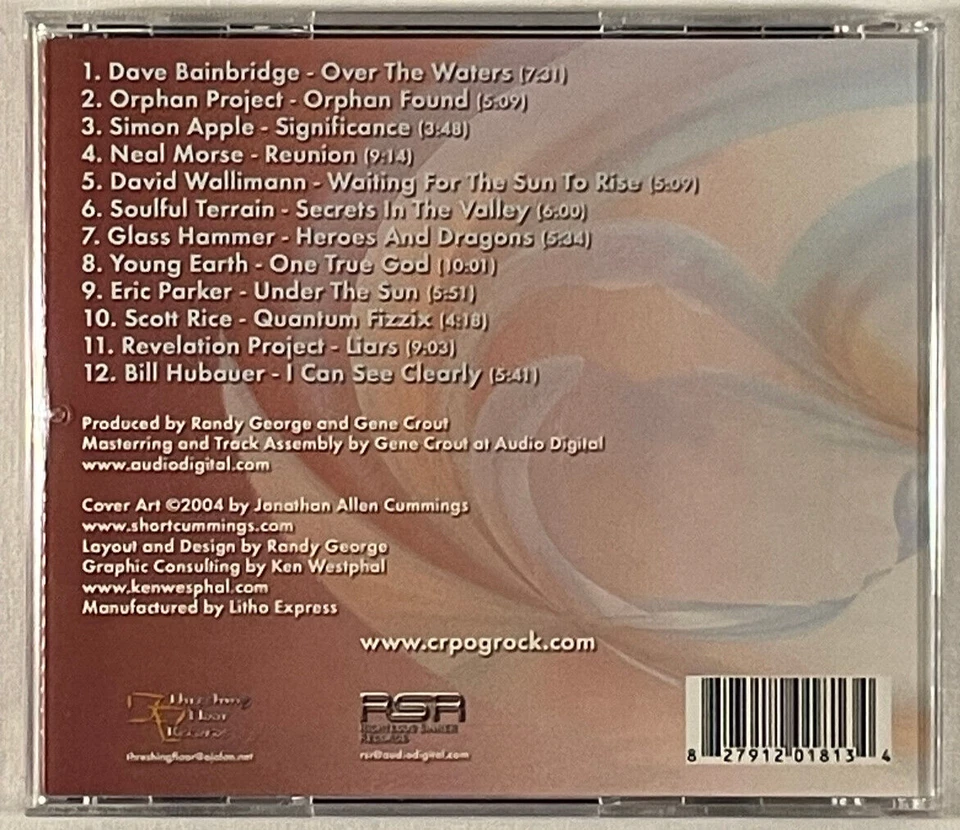 1. Dave Bainbridge - Over The Waters (7:31)
2. Orphan Project - Orphan Found (5:09)
3. Simon Apple - Significance (3:48)
4. Neal Morse - Reunion (9:14)
5. David Wallimann - Waiting For The Sun To Rise (5:09)
6. Soulful Terrain - Secrets In The Valley (6:00)
7. Glass Hammer - Heroes And Dragons (5:34)
8. Young Earth - One True God (10:01)
9. Eric Parker - Under The Sun (5:51)
10. Scott Rice - Quantum Fizzix (4:18)
11. Revelation Project - Liars (9:03)
12. Bill Hubauer - I Can See Clearly (5:41)
Produced by Randy George and Gene Crout
Masterring and Track Assembly by Gene Crout at Audio Digital
www.audiodigital.com
Cover Art ©2004 by Jonathan Allen Cummings
www.shortcummings.com
Layout and Design by Randy George
Graphic Consulting by Ken Westphal
www.kenwesphal.com
Manufactured by Litho Express
www.crpogrock.com
Floor
Records
RSR
RECORDS
rsr@audiodigital.com
8 27912 01813 4